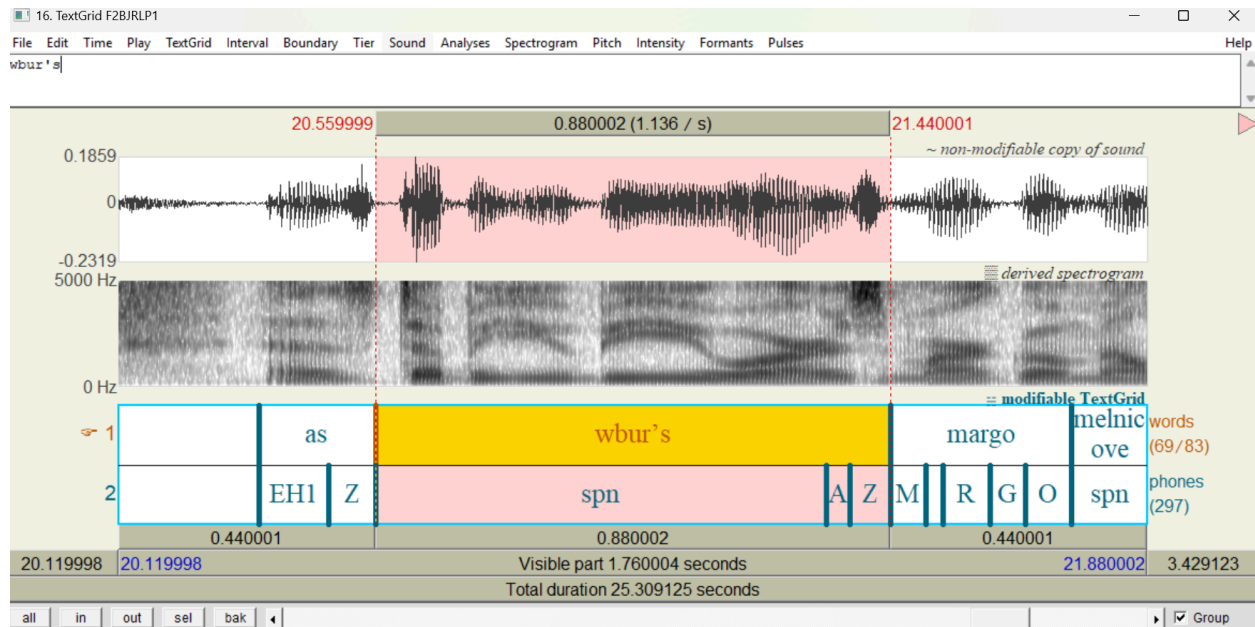 16. TextGrid F2BJRLP1
File Edit Time Play TextGrid Interval Boundary Tier Sound Analyses Spectrogram Pitch Intensity Formants Pulses Help
wbur's
20.559999 0.880002 (1.136 / s) 21.440001
~ non-modifiable copy of sound
0.1859
0
-0.2319
5000 Hz
derived spectrogram
0 Hz
modifiable TextGrid
1 as wbur's margo melnic
ove words
(69/83)
2 EH1 Z spn A Z M R G O spn phones
(297)
0.440001 0.880002 0.440001
20.119998 20.119998 Visible part 1.760004 seconds 21.880002 3.429123
Total duration 25.309125 seconds
all in out sel bak Group